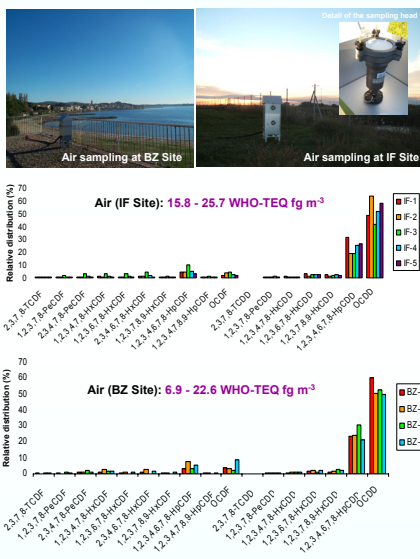 Detail of the sampling head
Air sampling at BZ Site
Air sampling at IF Site
Relative distribution (%)
70
60
50
40
30
20
10
0
Air (IF Site): 15.8 - 25.7 WHO-TEQ fg m-3
IF-1
IF-2
IF-3
IF-4
IF-5
2,3,7,8-TCDF
1,2,3,7,8-PeCDF
2,3,4,7,8-PeCDF
1,2,3,4,7,8-HxCDF
1,2,3,6,7,8-HxCDF
2,3,4,6,7,8-HxCDF
1,2,3,7,8,9-HxCDF
1,2,3,4,6,7,8-HpCDF
1,2,3,4,7,8,9-HpCDF
OCDF
2,3,7,8-TCDD
1,2,3,7,8-PeCDD
1,2,3,4,7,8-HxCDD
1,2,3,6,7,8-HxCDD
1,2,3,7,8,9-HxCDD
1,2,3,4,6,7,8-HpCDD
OCDD
Relative distribution (%)
70
60
50
40
30
20
10
0
Air (BZ Site): 6.9 - 22.6 WHO-TEQ fg m-3
BZ-
BZ-
BZ-
BZ-
2,3,7,8-TCDF
1,2,3,7,8-PeCDF
2,3,4,7,8-PeCDF
1,2,3,4,7,8-HxCDF
1,2,3,6,7,8-HxCDF
2,3,4,6,7,8-HxCDF
1,2,3,7,8,9-HxCDF
1,2,3,4,6,7,8-HpCDF
1,2,3,4,7,8,9-HpCDF
OCDF
2,3,7,8-TCDD
1,2,3,7,8-PeCDD
1,2,3,4,7,8-HxCDD
1,2,3,6,7,8-HxCDD
1,2,3,7,8,9-HxCDD
1,2,3,4,6,7,8-HpCDD
OCDD